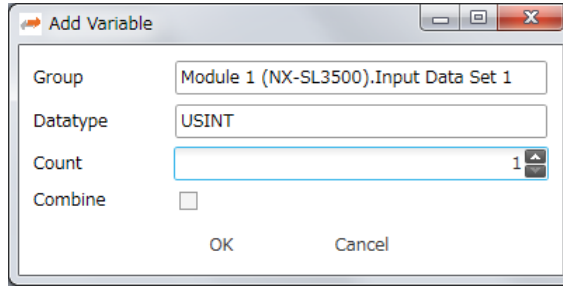 Add Variable
Group Module 1 (NX-SL3500).Input Data Set 1
Datatype USINT
Count 1
Combine
OK Cancel